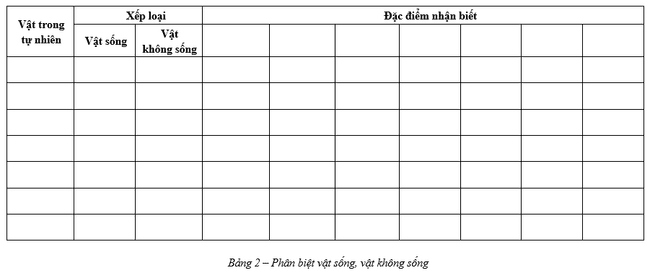 Vật trong
tự nhiên
Xếp loại
Đặc điểm nhận biết
Vật sống
Vật
không sống
Bảng 2 – Phân biệt vật sống, vật không sống